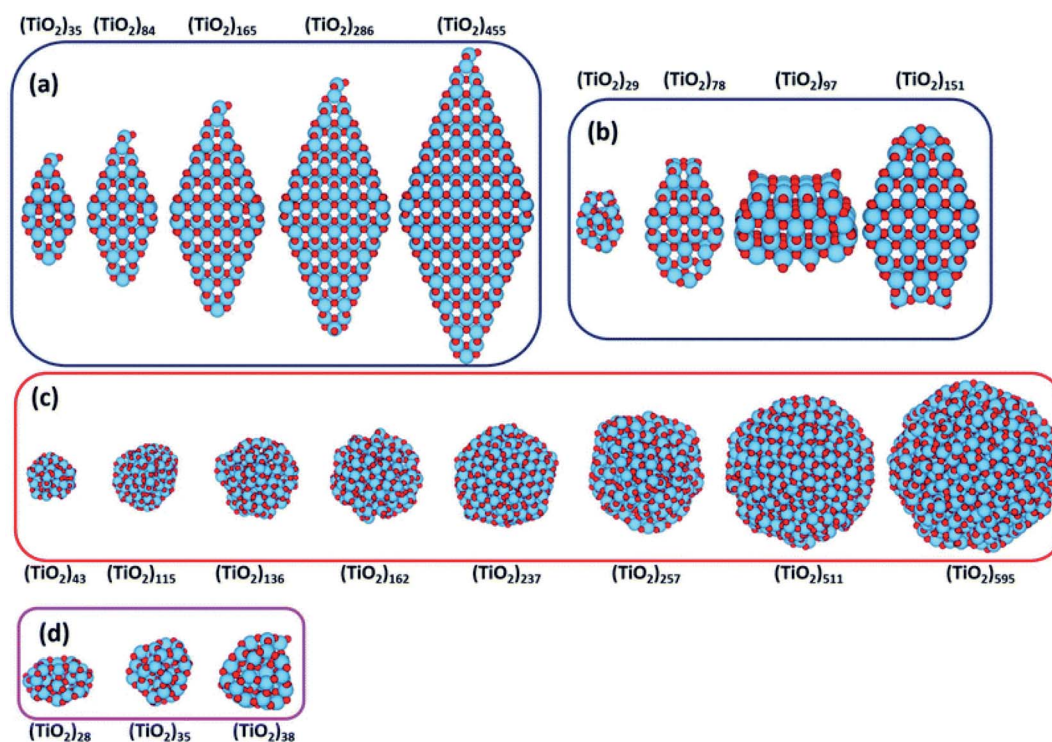 (TiO₂)₃₅ (TiO₂)₈₄ (TiO₂)₁₆₅ (TiO₂)₂₈₆ (TiO₂)₄₅₅
(a)
(TiO₂)₂₉ (TiO₂)₇₈ (TiO₂)₉₇ (TiO₂)₁₅₁
(b)
(c)
(TiO₂)₄₃ (TiO₂)₁₁₅ (TiO₂)₁₃₆ (TiO₂)₁₆₂ (TiO₂)₂₃₇ (TiO₂)₂₅₇ (TiO₂)₅₁₁ (TiO₂)₅₉₅
(d)
(TiO₂)₂₈ (TiO₂)₃₅ (TiO₂)₃₈